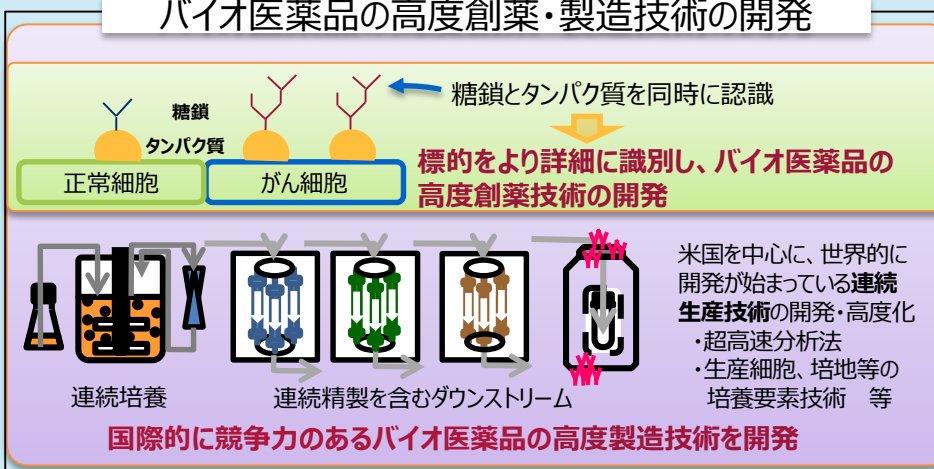 バイオ医薬品の高度創薬・製造技術の開発
糖鎖とタンパク質を同時に認識
糖鎖
タンパク質
正常細胞
がん細胞
標的をより詳細に識別し、バイオ医薬品の
高度創薬技術の開発
米国を中心に、世界的に
開発が始まっている連続
生産技術の開発・高度化
・超高速分析法
・生産細胞、培地等の
培養要素技術　等
連続培養
連続精製を含むダウンストリーム
国際的に競争力のあるバイオ医薬品の高度製造技術を開発